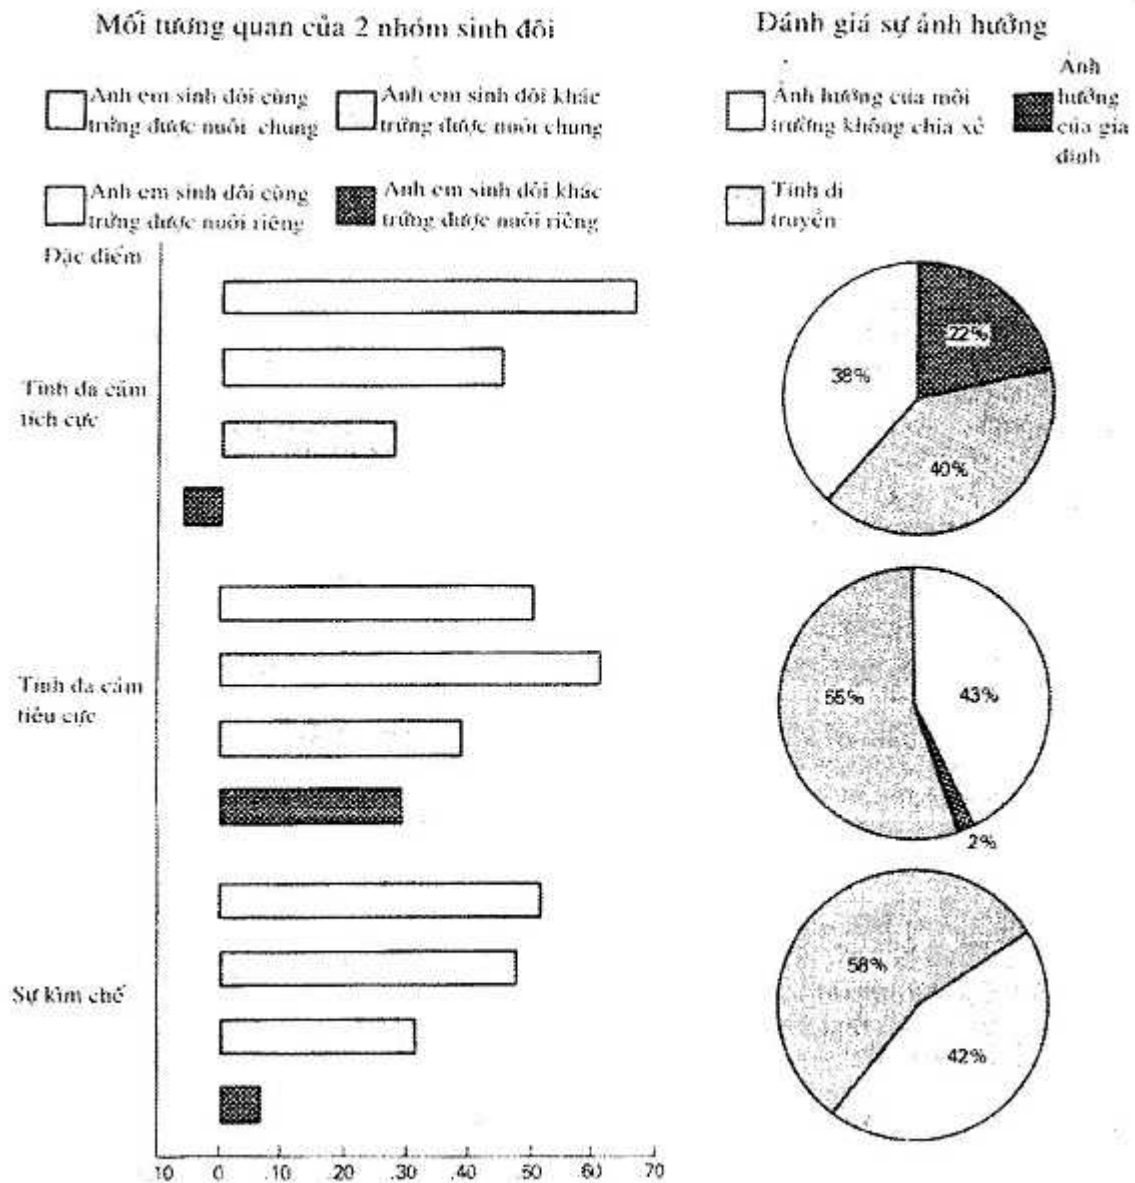 Mối tương quan của 2 nhóm sinh đôi
Đánh giá sự ảnh hưởng
Anh em sinh đôi cùng
trứng được nuôi chung
Anh em sinh đôi khác
trứng được nuôi chung
Anh em sinh đôi cùng
trứng được nuôi riêng
Anh em sinh đôi khác
trứng được nuôi riêng
Ảnh hưởng của môi
trường không chia xẻ
Ảnh
hưởng
của gia
đình
Tính di
truyền
Đặc điểm
Tính đa cảm
tích cực
Tính đa cảm
tiêu cực
Sự kìm chế
.10 0 .10 .20 .30 .40 .50 .60 .70
22%
38%
40%
55%
43%
2%
58%
42%